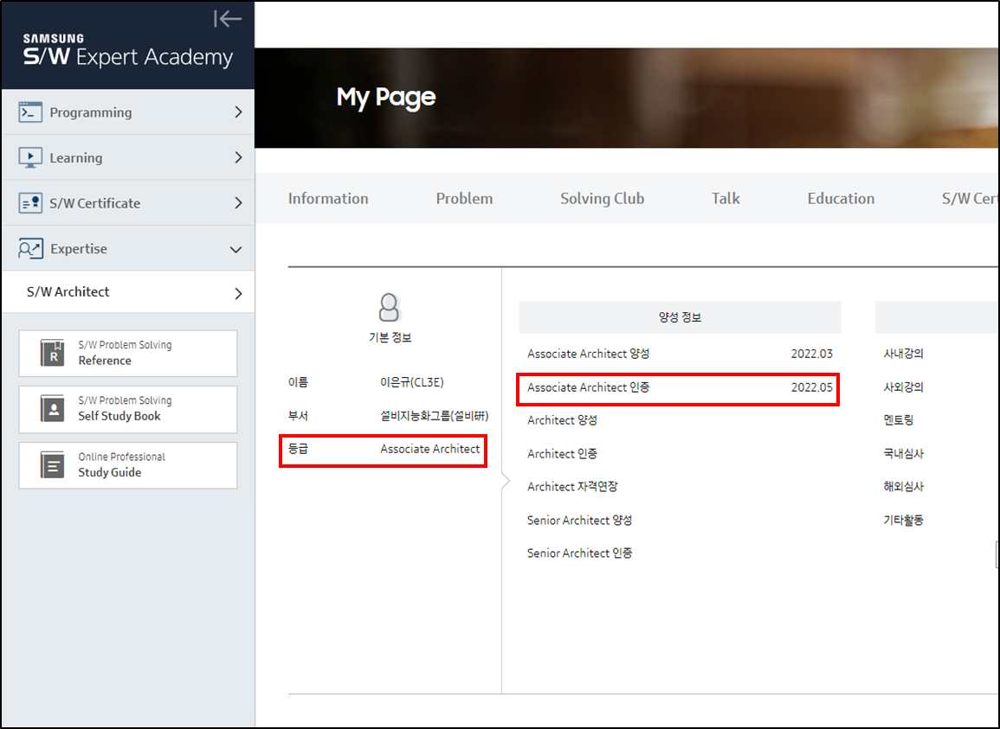 SAMSUNG
S/W Expert Academy
Programming
Learning
S/W Certificate
Expertise
S/W Architect
S/W Problem Solving
Reference
S/W Problem Solving
Self Study Book
Online Professional
Study Guide
My Page
Information Problem Solving Club Talk Education S/W Cert
기본 정보
이름 이은규(CL3E)
부서 설비지능화그룹(설비硏)
등급 Associate Architect
양성 정보
Associate Architect 양성 2022.03
Associate Architect 인증 2022.05
Architect 양성
Architect 인증
Architect 자격연장
Senior Architect 양성
Senior Architect 인증
사내강의
사외강의
멘토링
국내심사
해외심사
기타활동